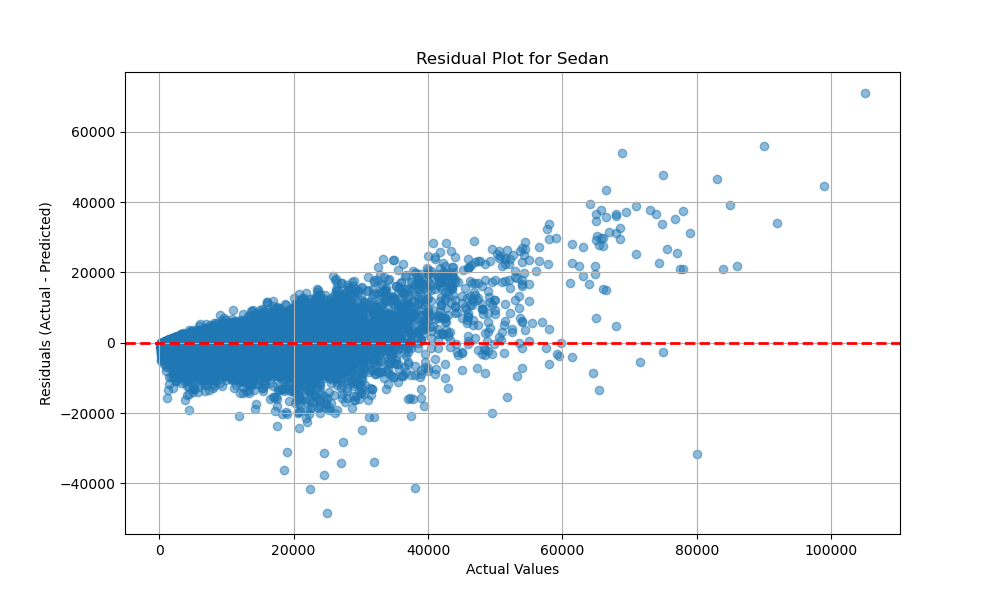 Residual Plot for Sedan
Residuals (Actual - Predicted)
60000
40000
20000
0
−20000
−40000
0 20000 40000 60000 80000 100000
Actual Values